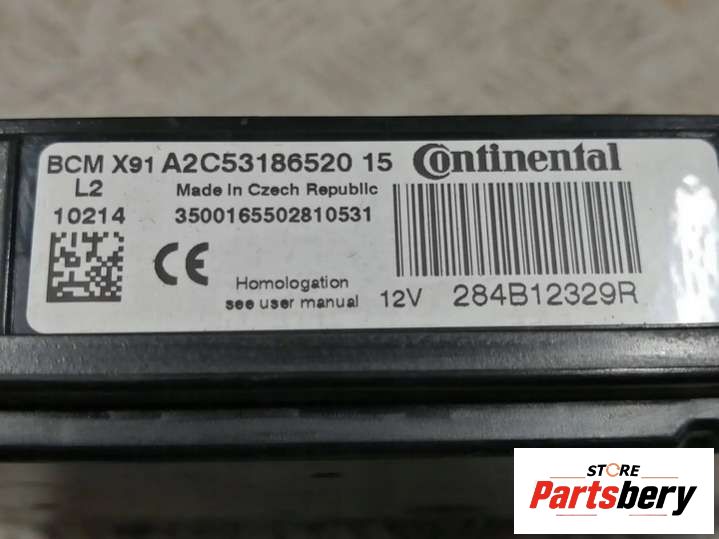 BCM X91 A2C53186520 15 Continental
L2 Made In Czech Republic
10214 3500165502810531
CE
Homologation
see user manual 12V 284B12329R
STORE
Partsbery